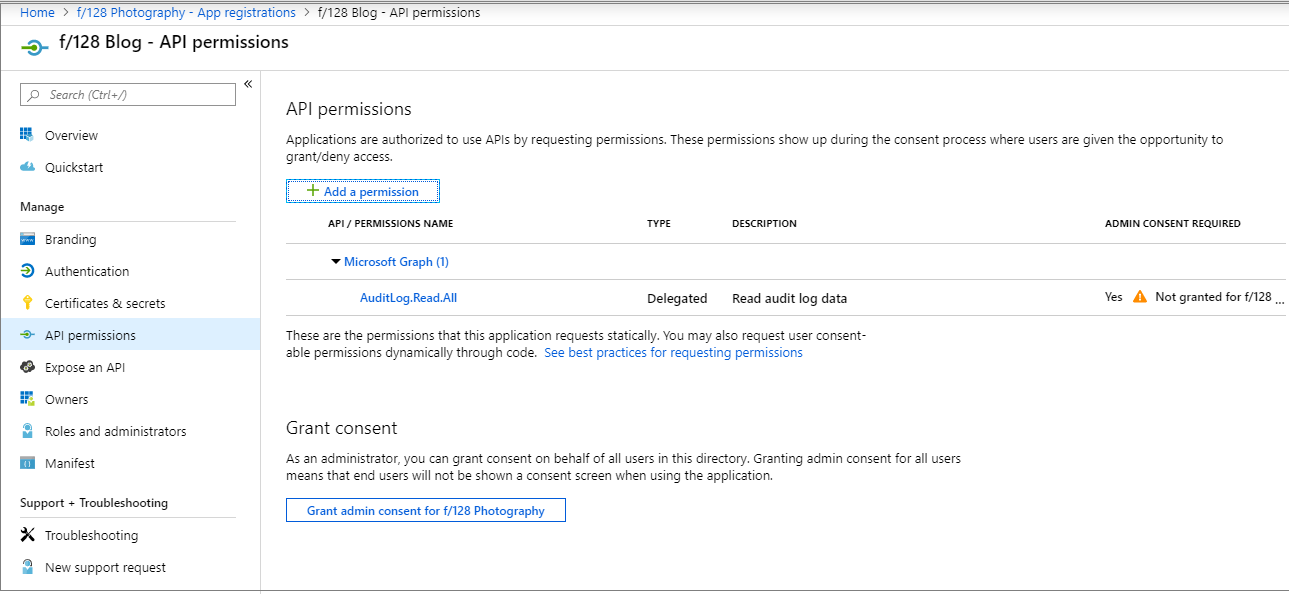 Home > f/128 Photography - App registrations > f/128 Blog - API permissions
f/128 Blog - API permissions
Search (Ctrl+/)
«
Overview
Quickstart
Manage
Branding
Authentication
Certificates & secrets
API permissions
Expose an API
Owners
Roles and administrators
Manifest
Support + Troubleshooting
Troubleshooting
New support request
API permissions
Applications are authorized to use APIs by requesting permissions. These permissions show up during the consent process where users are given the opportunity to
grant/deny access.
+ Add a permission
API / PERMISSIONS NAME TYPE DESCRIPTION ADMIN CONSENT REQUIRED
Microsoft Graph (1)
AuditLog.Read.All Delegated Read audit log data Yes Not granted for f/128 ...
These are the permissions that this application requests statically. You may also request user consent-
able permissions dynamically through code. See best practices for requesting permissions
Grant consent
As an administrator, you can grant consent on behalf of all users in this directory. Granting admin consent for all users
means that end users will not be shown a consent screen when using the application.
Grant admin consent for f/128 Photography